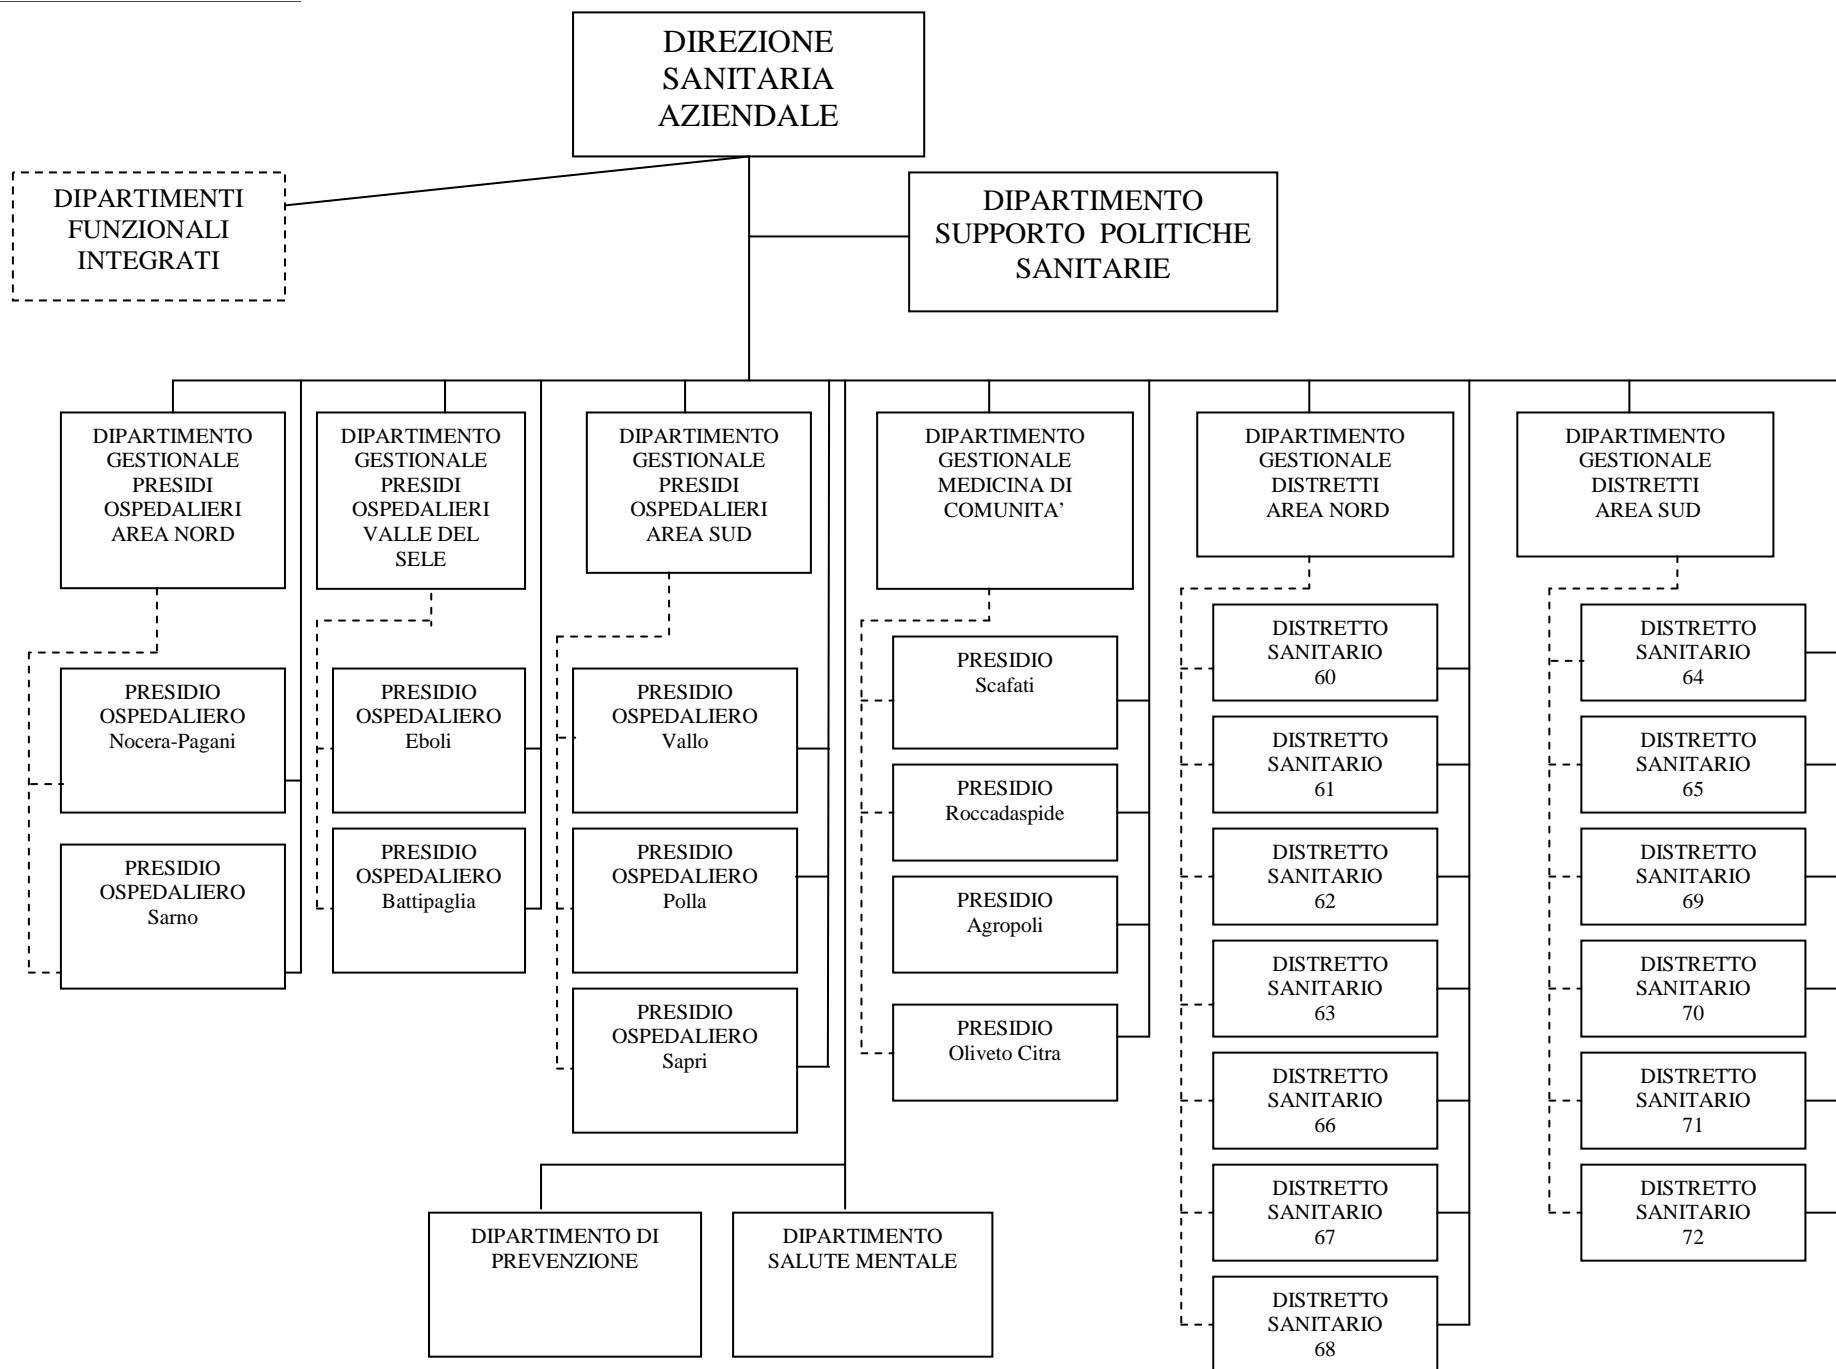 DIREZIONE
SANITARIA
AZIENDALE
DIPARTIMENTI
FUNZIONALI
INTEGRATI
DIPARTIMENTO
SUPPORTO POLITICHE
SANITARIE
DIPARTIMENTO
GESTIONALE
PRESIDI
OSPEDALIERI
AREA NORD
DIPARTIMENTO
GESTIONALE
PRESIDI
OSPEDALIERI
VALLE DEL
SELE
DIPARTIMENTO
GESTIONALE
PRESIDI
OSPEDALIERI
AREA SUD
DIPARTIMENTO
GESTIONALE
MEDICINA DI
COMUNITA’
DIPARTIMENTO
GESTIONALE
DISTRETTI
AREA NORD
DIPARTIMENTO
GESTIONALE
DISTRETTI
AREA SUD
PRESIDIO
OSPEDALIERO
Nocera-Pagani
PRESIDIO
OSPEDALIERO
Sarno
PRESIDIO
OSPEDALIERO
Eboli
PRESIDIO
OSPEDALIERO
Battipaglia
PRESIDIO
OSPEDALIERO
Vallo
PRESIDIO
OSPEDALIERO
Polla
PRESIDIO
OSPEDALIERO
Sapri
PRESIDIO
Scafati
PRESIDIO
Roccadaspide
PRESIDIO
Agropoli
PRESIDIO
Oliveto Citra
DISTRETTO
SANITARIO
60
DISTRETTO
SANITARIO
61
DISTRETTO
SANITARIO
62
DISTRETTO
SANITARIO
63
DISTRETTO
SANITARIO
66
DISTRETTO
SANITARIO
67
DISTRETTO
SANITARIO
68
DISTRETTO
SANITARIO
64
DISTRETTO
SANITARIO
65
DISTRETTO
SANITARIO
69
DISTRETTO
SANITARIO
70
DISTRETTO
SANITARIO
71
DISTRETTO
SANITARIO
72
DIPARTIMENTO DI
PREVENZIONE
DIPARTIMENTO
SALUTE MENTALE